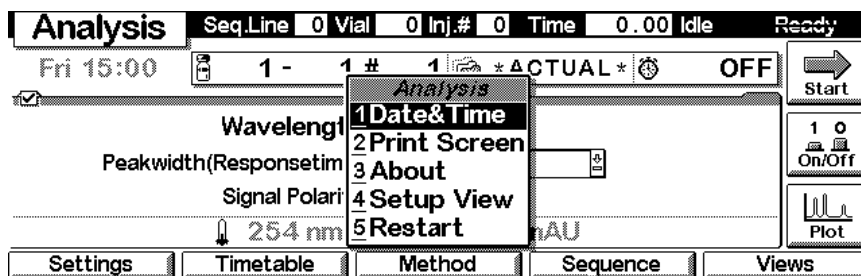 Analysis Seq.Line 0 Vial 0 Inj.# 0 Time 0.00 Idle Ready
Fri 15:00 1 - 1 # 1 *ACTUAL* OFF
Start
Analysis
1 Date&Time
2 Print Screen
3 About
4 Setup View
5 Restart
Wavelengt
Peakwidth(Responsetim
Signal Polari
254 nm mAU
1 0
On/Off
Plot
Settings Timetable Method Sequence Views